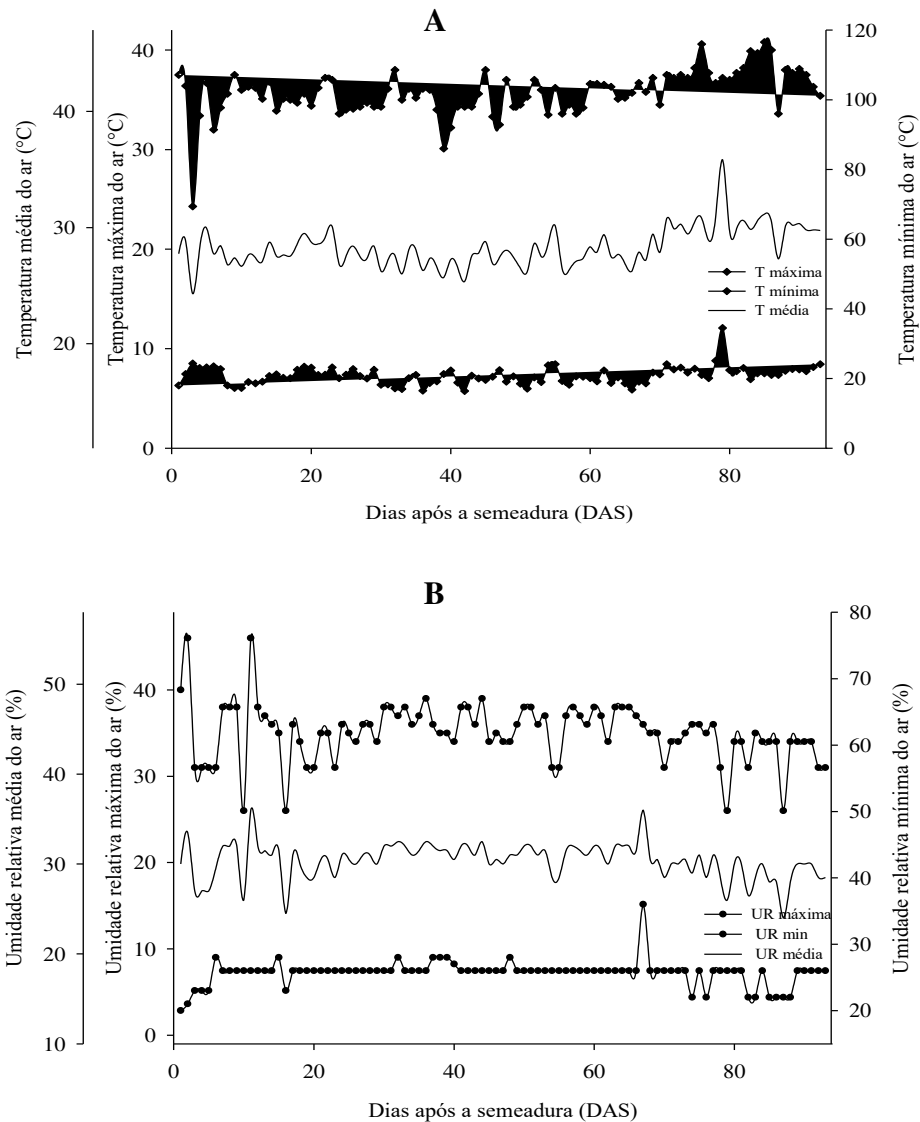 A
Temperatura média do ar (°C)
40
30
20
Temperatura máxima do ar (°C)
40
30
20
10
0
120
100
80
60
40
20
0
Temperatura mínima do ar (°C)
T máxima
T mínima
T média
0 20 40 60 80
Dias após a semeadura (DAS)
B
Umidade relativa média do ar (%)
50
40
30
20
10
Umidade relativa máxima do ar (%)
40
30
20
10
0
80
70
60
50
40
30
20
Umidade relativa mínima do ar (%)
UR máxima
UR min
UR média
0 20 40 60 80
Dias após a semeadura (DAS)